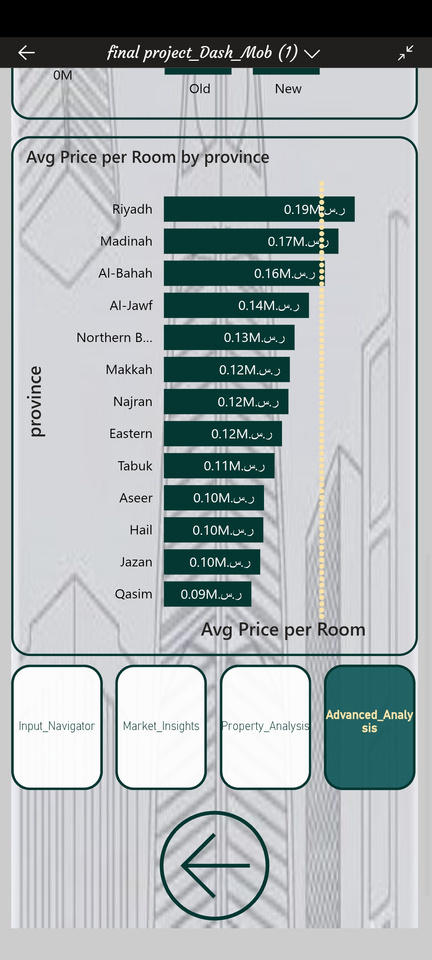 final project_Dash_Mob (1)
0M
Old
New
Avg Price per Room by province
Riyadh
0.19M ر.س.
Madinah
0.17M ر.س.
Al-Bahah
0.16M ر.س.
Al-Jawf
0.14M ر.س.
Northern B...
0.13M ر.س.
Makkah
0.12M ر.س.
Najran
0.12M ر.س.
Eastern
0.12M ر.س.
Tabuk
0.11M ر.س.
Aseer
0.10M ر.س.
Hail
0.10M ر.س.
Jazan
0.10M ر.س.
Qasim
0.09M ر.س.
province
Avg Price per Room
Input_Navigator
Market_Insights
Property_Analysis
Advanced_Analy
sis